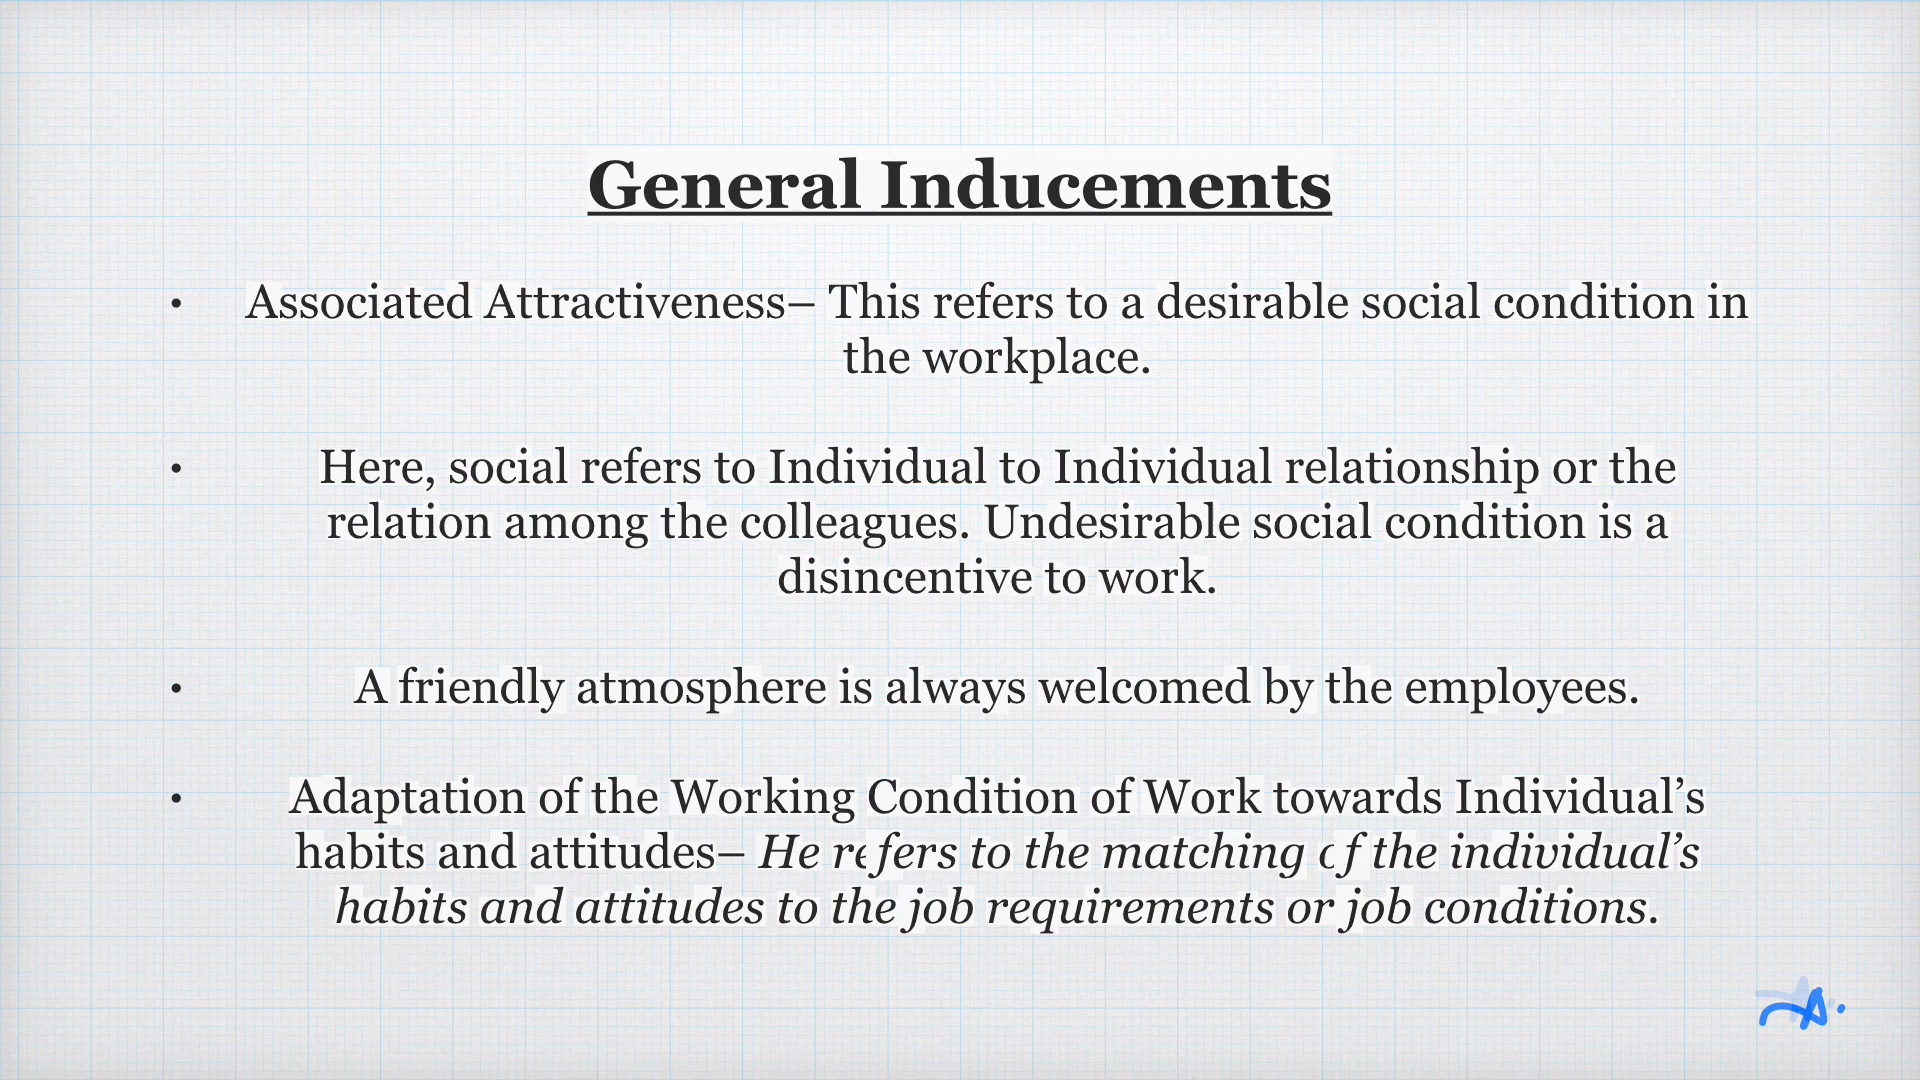 General Inducements
• Associated Attractiveness– This refers to a desirable social condition in
the workplace.
• Here, social refers to Individual to Individual relationship or the
relation among the colleagues. Undesirable social condition is a
disincentive to work.
• A friendly atmosphere is always welcomed by the employees.
• Adaptation of the Working Condition of Work towards Individual’s
habits and attitudes– He refers to the matching of the individual’s
habits and attitudes to the job requirements or job conditions.